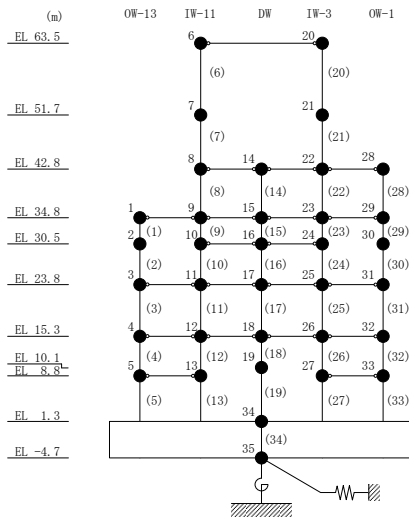 (m) OW-13 IW-11 DW IW-3 OW-1
EL 63.5 6 20
(6) (20)
EL 51.7 7 21
(7) (21)
EL 42.8 8 14 22 28
(8) (14) (22) (28)
EL 34.8 1 9 15 23 29
(1) (9) (15) (23) (29)
EL 30.5 2 10 16 24 30
(2) (10) (16) (24) (30)
EL 23.8 3 11 17 25 31
(3) (11) (17) (25) (31)
EL 15.3 4 12 18 26 32
(4) (12) (18) (26) (32)
EL 10.1 19
EL 8.8 5 13 27 33
(5) (13) (19) (27) (33)
EL 1.3 34
(34)
EL -4.7 35